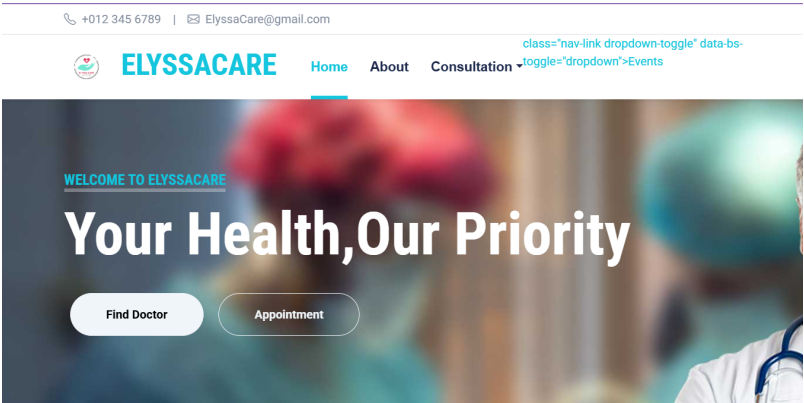 +012 345 6789 | ElyssaCare@gmail.com
ELYSSACARE
Home About Consultation
class="nav-link dropdown-toggle" data-bs-
toggle="dropdown">Events
WELCOME TO ELYSSACARE
Your Health,Our Priority
Find Doctor Appointment